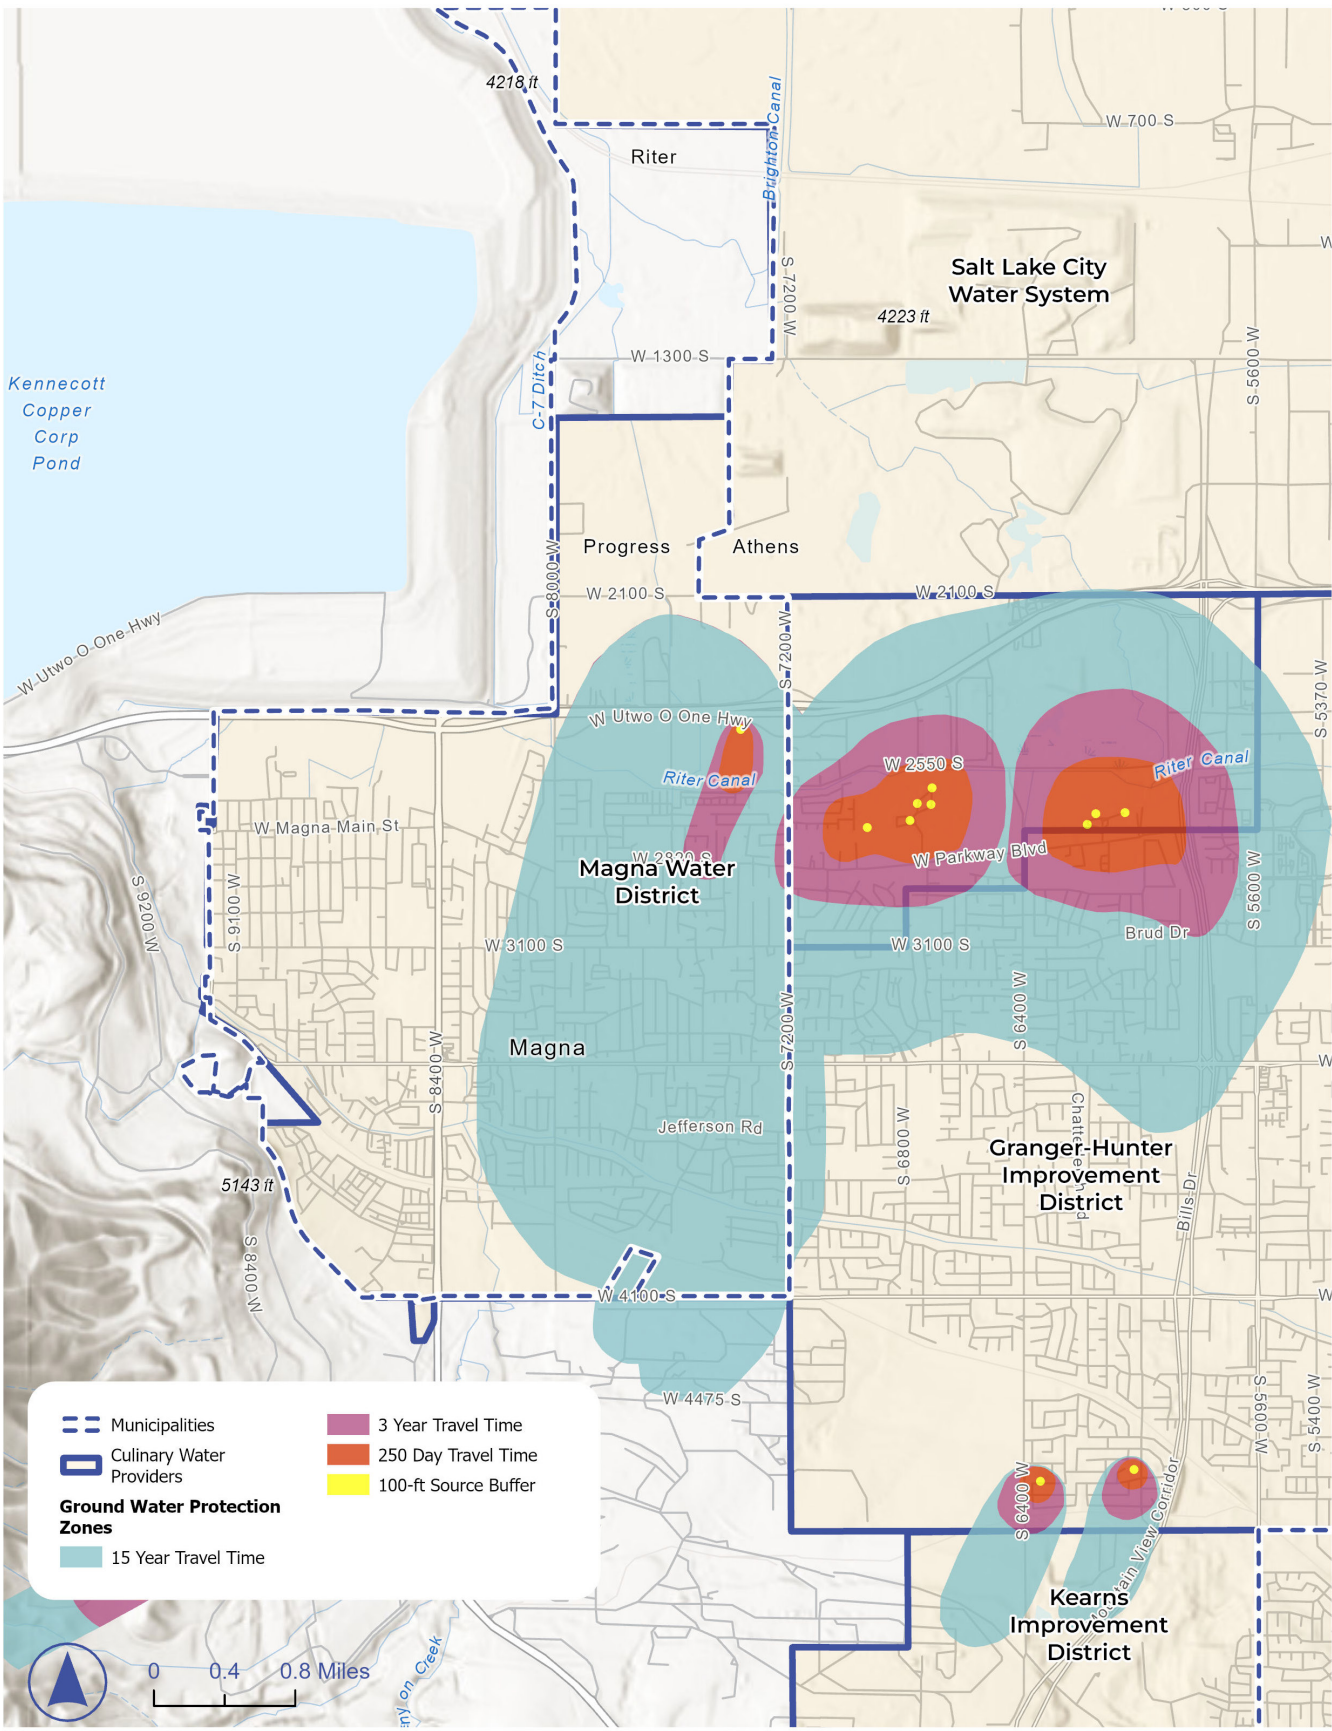 4218 ft
W 700 S
Riter
Brighton Canal
Salt Lake City
Water System
S 7200 W
4223 ft
W 1300 S
S 5600 W
C-7 Ditch
Kennecott
Copper
Corp
Pond
Progress
Athens
S 8000 W
W 2100 S
W 2100 S
W Utwo O One Hwy
S 7200 W
S 5370 W
W Utwo O One Hwy
Riter Canal
W 2550 S
Riter Canal
W Magna Main St
W 2820 S
Magna Water
District
W Parkway Blvd
S 9200 W
S 9100 W
S 5600 W
W 3100 S
W 3100 S
Brud Dr
S 6400 W
S 7200 W
Magna
S 8400 W
Jefferson Rd
S 6800 W
Granger-Hunter
Improvement
District
Bills Dr
5143 ft
S 8400 W
W 4100 S
W 4475 S
S 5600 W
S 5400 W
S 6400 W
Mountain View Corridor
Kearns
Improvement
District
Municipalities
Culinary Water
Providers
Ground Water Protection
Zones
15 Year Travel Time
3 Year Travel Time
250 Day Travel Time
100-ft Source Buffer
0 0.4 0.8 Miles
Creek